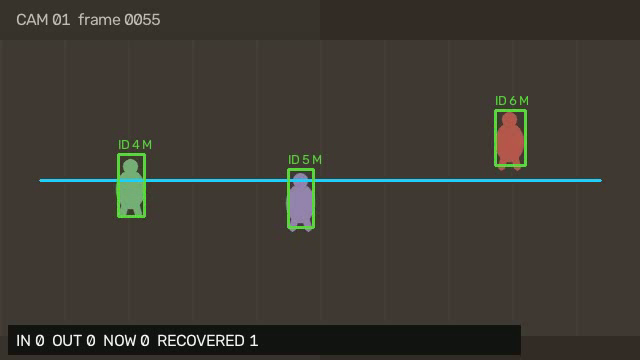 CAM 01 frame 0055
ID 6 M
ID 4 M
ID 5 M
IN 0 OUT 0 NOW 0 RECOVERED 1